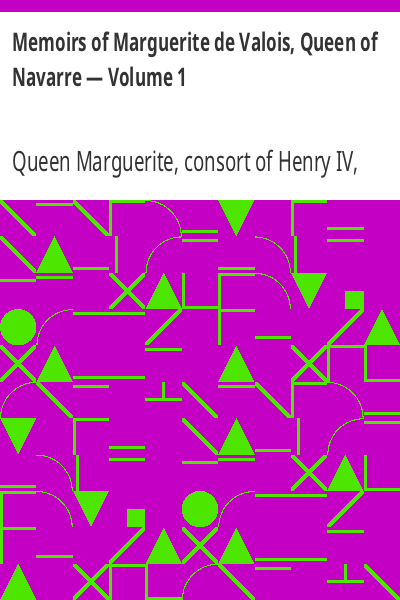 Memoirs of Marguerite de Valois, Queen of
Navarre — Volume 1
Queen Marguerite, consort of Henry IV,